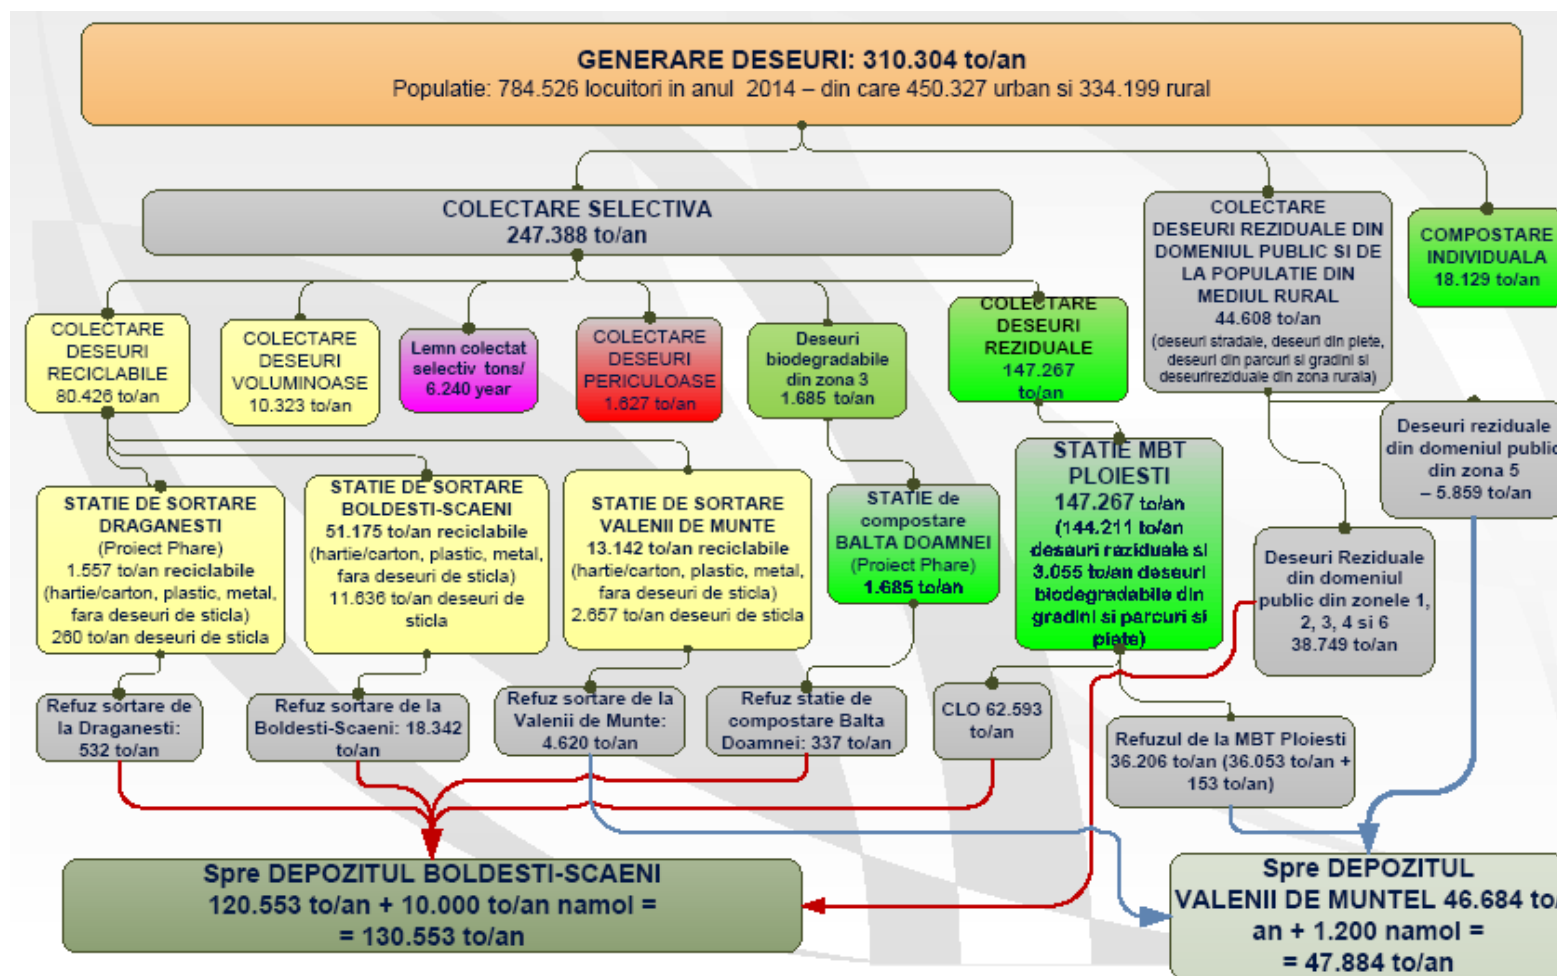 GENERARE DESEURI: 310.304 to/an
Populatie: 784.526 locuitori in anul 2014 – din care 450.327 urban si 334.199 rural
COLECTARE SELECTIVA
247.388 to/an
COLECTARE
DESEURI REZIDUALE DIN
DOMENIUL PUBLIC SI DE
LA POPULATIE DIN
MEDIUL RURAL
44.608 to/an
(deseuri stradale, deseuri din piete,
deseuri din parcuri si gradini si
deseurireziduale din zona rurala)
COMPOSTARE
INDIVIDUALA
18.129 to/an
COLECTARE
DESEURI
RECICLABILE
80.426 to/an
COLECTARE
DESEURI
VOLUMINOASE
10.323 to/an
Lemn colectat
selectiv tons/
6.240 year
COLECTARE
DESEURI
PERICULOASE
1.627 to/an
Deseuri
biodegradabile
din zona 3
1.685 to/an
COLECTARE
DESEURI
REZIDUALE
147.267
to/an
Deseuri reziduale
din domeniul public
din zona 5
– 5.859 to/an
STATIE DE SORTARE
DRAGANESTI
(Proiect Phare)
1.557 to/an reciclabile
(hartie/carton, plastic, metal,
fara deseuri de sticla)
260 to/an deseuri de sticla
STATIE DE SORTARE
BOLDESTI-SCAENI
51.175 to/an reciclabile
(hartie/carton, plastic, metal,
fara deseuri de sticla)
11.636 to/an deseuri de
sticla
STATIE DE SORTARE
VALENII DE MUNTE
13.142 to/an reciclabile
(hartie/carton, plastic, metal,
fara deseuri de sticla)
2.657 to/an deseuri de sticla
STATIE de
compostare
BALTA DOAMNEI
(Proiect Phare)
1.685 to/an
STATIE MBT
PLOIESTI
147.267 to/an
(144.211 to/an
deseuri reziduale si
3.055 to/an deseuri
biodegradabile din
gradini si parcuri si
piete)
Deseuri Reziduale
din domeniul
public din zonele 1,
2, 3, 4 si 6
38.749 to/an
Refuz sortare de
la Draganesti:
532 to/an
Refuz sortare de la
Boldesti-Scaeni: 18.342
to/an
Refuz sortare de la
Valenii de Munte:
4.620 to/an
Refuz statie de
compostare Balta
Doamnei: 337 to/an
CLO 62.593
to/an
Refuzul de la MBT Ploiesti
36.206 to/an (36.053 to/an +
153 to/an)
Spre DEPOZITUL BOLDESTI-SCAENI
120.553 to/an + 10.000 to/an namol =
= 130.553 to/an
Spre DEPOZITUL
VALENII DE MUNTEL 46.684 to/
an + 1.200 namol =
= 47.884 to/an